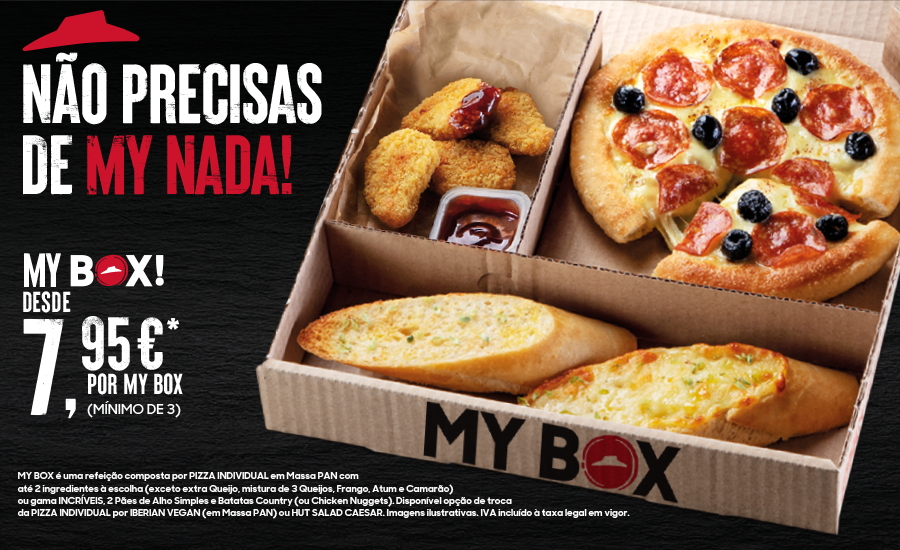 NÃO PRECISAS
DE MY NADA!
MY BOX!
DESDE
7,95€*
POR MY BOX
(MÍNIMO DE 3)
MY BOX
MY BOX é uma refeição composta por PIZZA INDIVIDUAL em Massa PAN com
até 2 ingredientes à escolha (exceto extra Queijo, mistura de 3 Queijos, Frango, Atum e Camarão)
ou gama INCRÍVEIS, 2 Pães de Alho Simples e Batatas Country (ou Chicken Nuggets). Disponível opção de troca
da PIZZA INDIVIDUAL por IBERIAN VEGAN (em Massa PAN) ou HUT SALAD CAESAR. Imagens ilustrativas. IVA incluído à taxa legal em vigor.